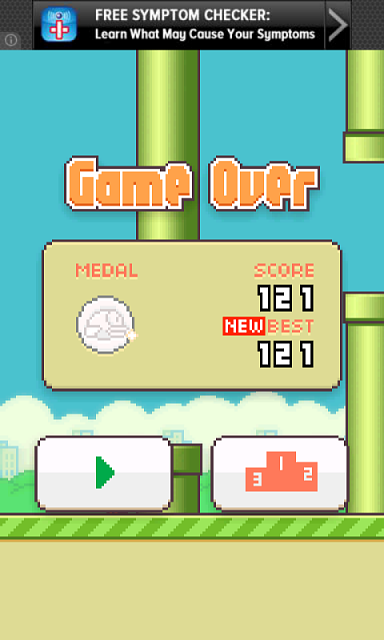 FREE SYMPTOM CHECKER:
Learn What May Cause Your Symptoms
Game Over
MEDAL
SCORE
121
NEW BEST
121
1
3 2